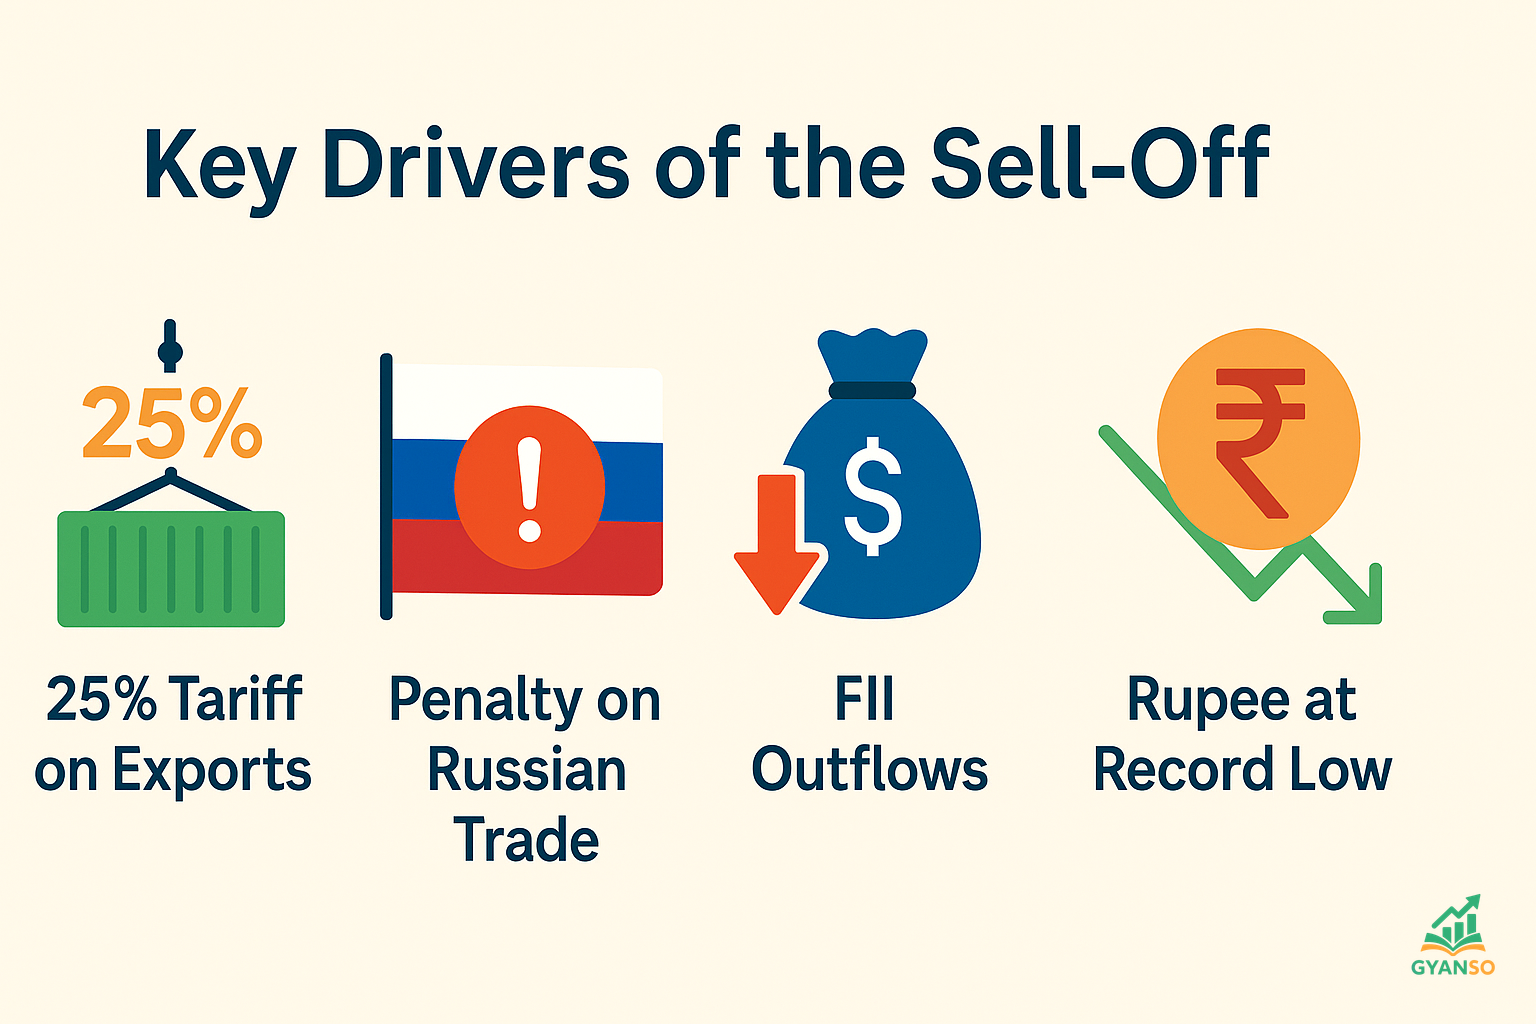 Key Drivers of the Sell-Off
25%
!
$
₹
25% Tariff
on Exports
Penalty on
Russian
Trade
FII
Outflows
Rupee at
Record Low
GYANSO